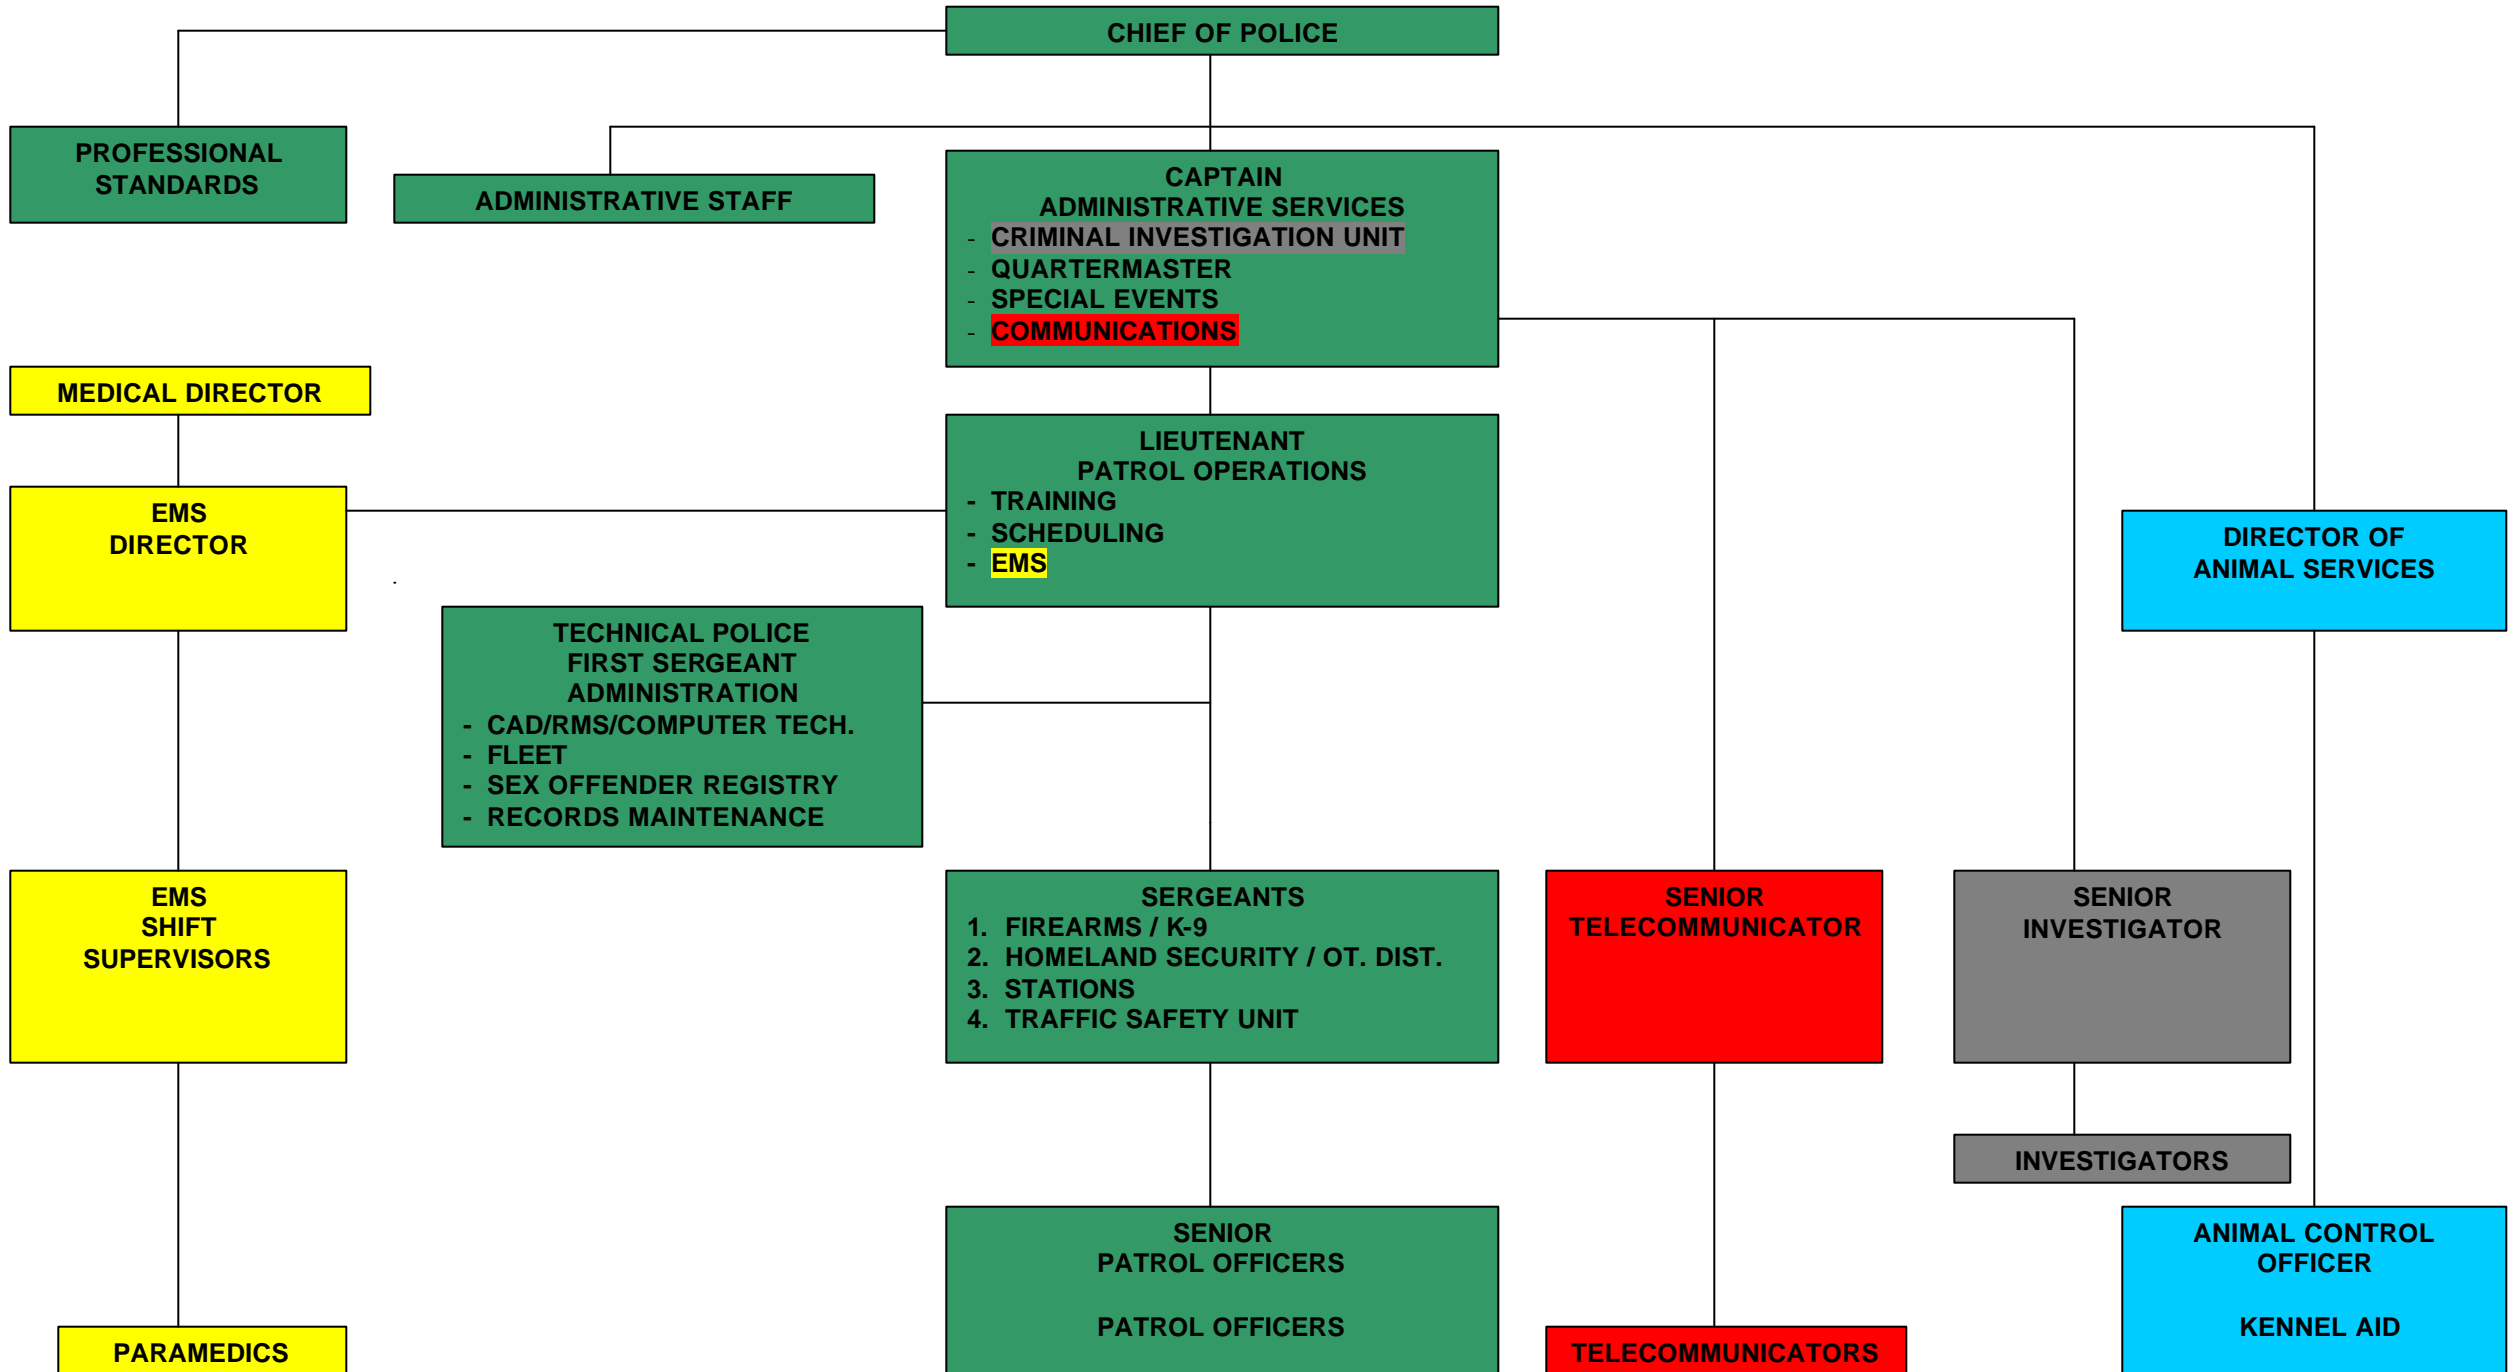 CHIEF OF POLICE
PROFESSIONAL
STANDARDS
ADMINISTRATIVE STAFF
CAPTAIN
ADMINISTRATIVE SERVICES
- CRIMINAL INVESTIGATION UNIT
- QUARTERMASTER
- SPECIAL EVENTS
- COMMUNICATIONS
MEDICAL DIRECTOR
LIEUTENANT
PATROL OPERATIONS
- TRAINING
- SCHEDULING
- EMS
EMS
DIRECTOR
DIRECTOR OF
ANIMAL SERVICES
TECHNICAL POLICE
FIRST SERGEANT
ADMINISTRATION
- CAD/RMS/COMPUTER TECH.
- FLEET
- SEX OFFENDER REGISTRY
- RECORDS MAINTENANCE
EMS
SHIFT
SUPERVISORS
SERGEANTS
1. FIREARMS / K-9
2. HOMELAND SECURITY / OT. DIST.
3. STATIONS
4. TRAFFIC SAFETY UNIT
SENIOR
TELECOMMUNICATOR
SENIOR
INVESTIGATOR
INVESTIGATORS
SENIOR
PATROL OFFICERS
PATROL OFFICERS
ANIMAL CONTROL
OFFICER
KENNEL AID
PARAMEDICS
TELECOMMUNICATORS